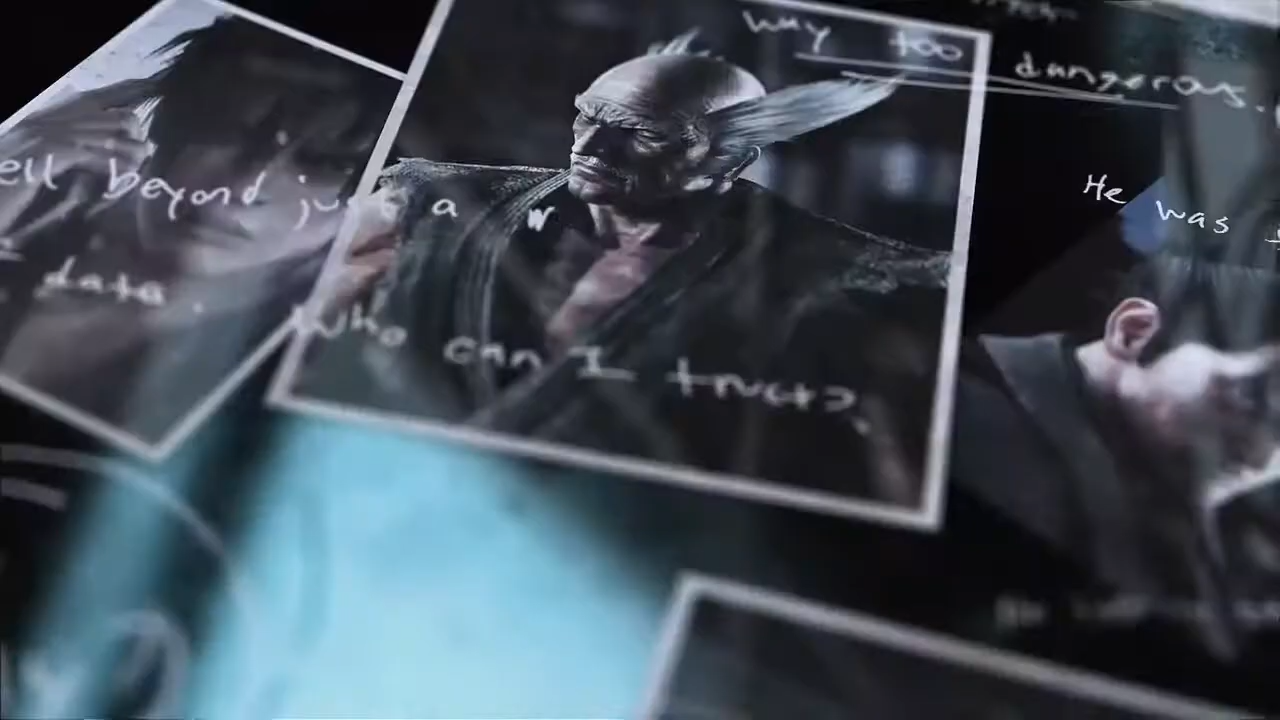 Way too dangerous.
ell beyond just a w
data.
He was
Who can I trust?